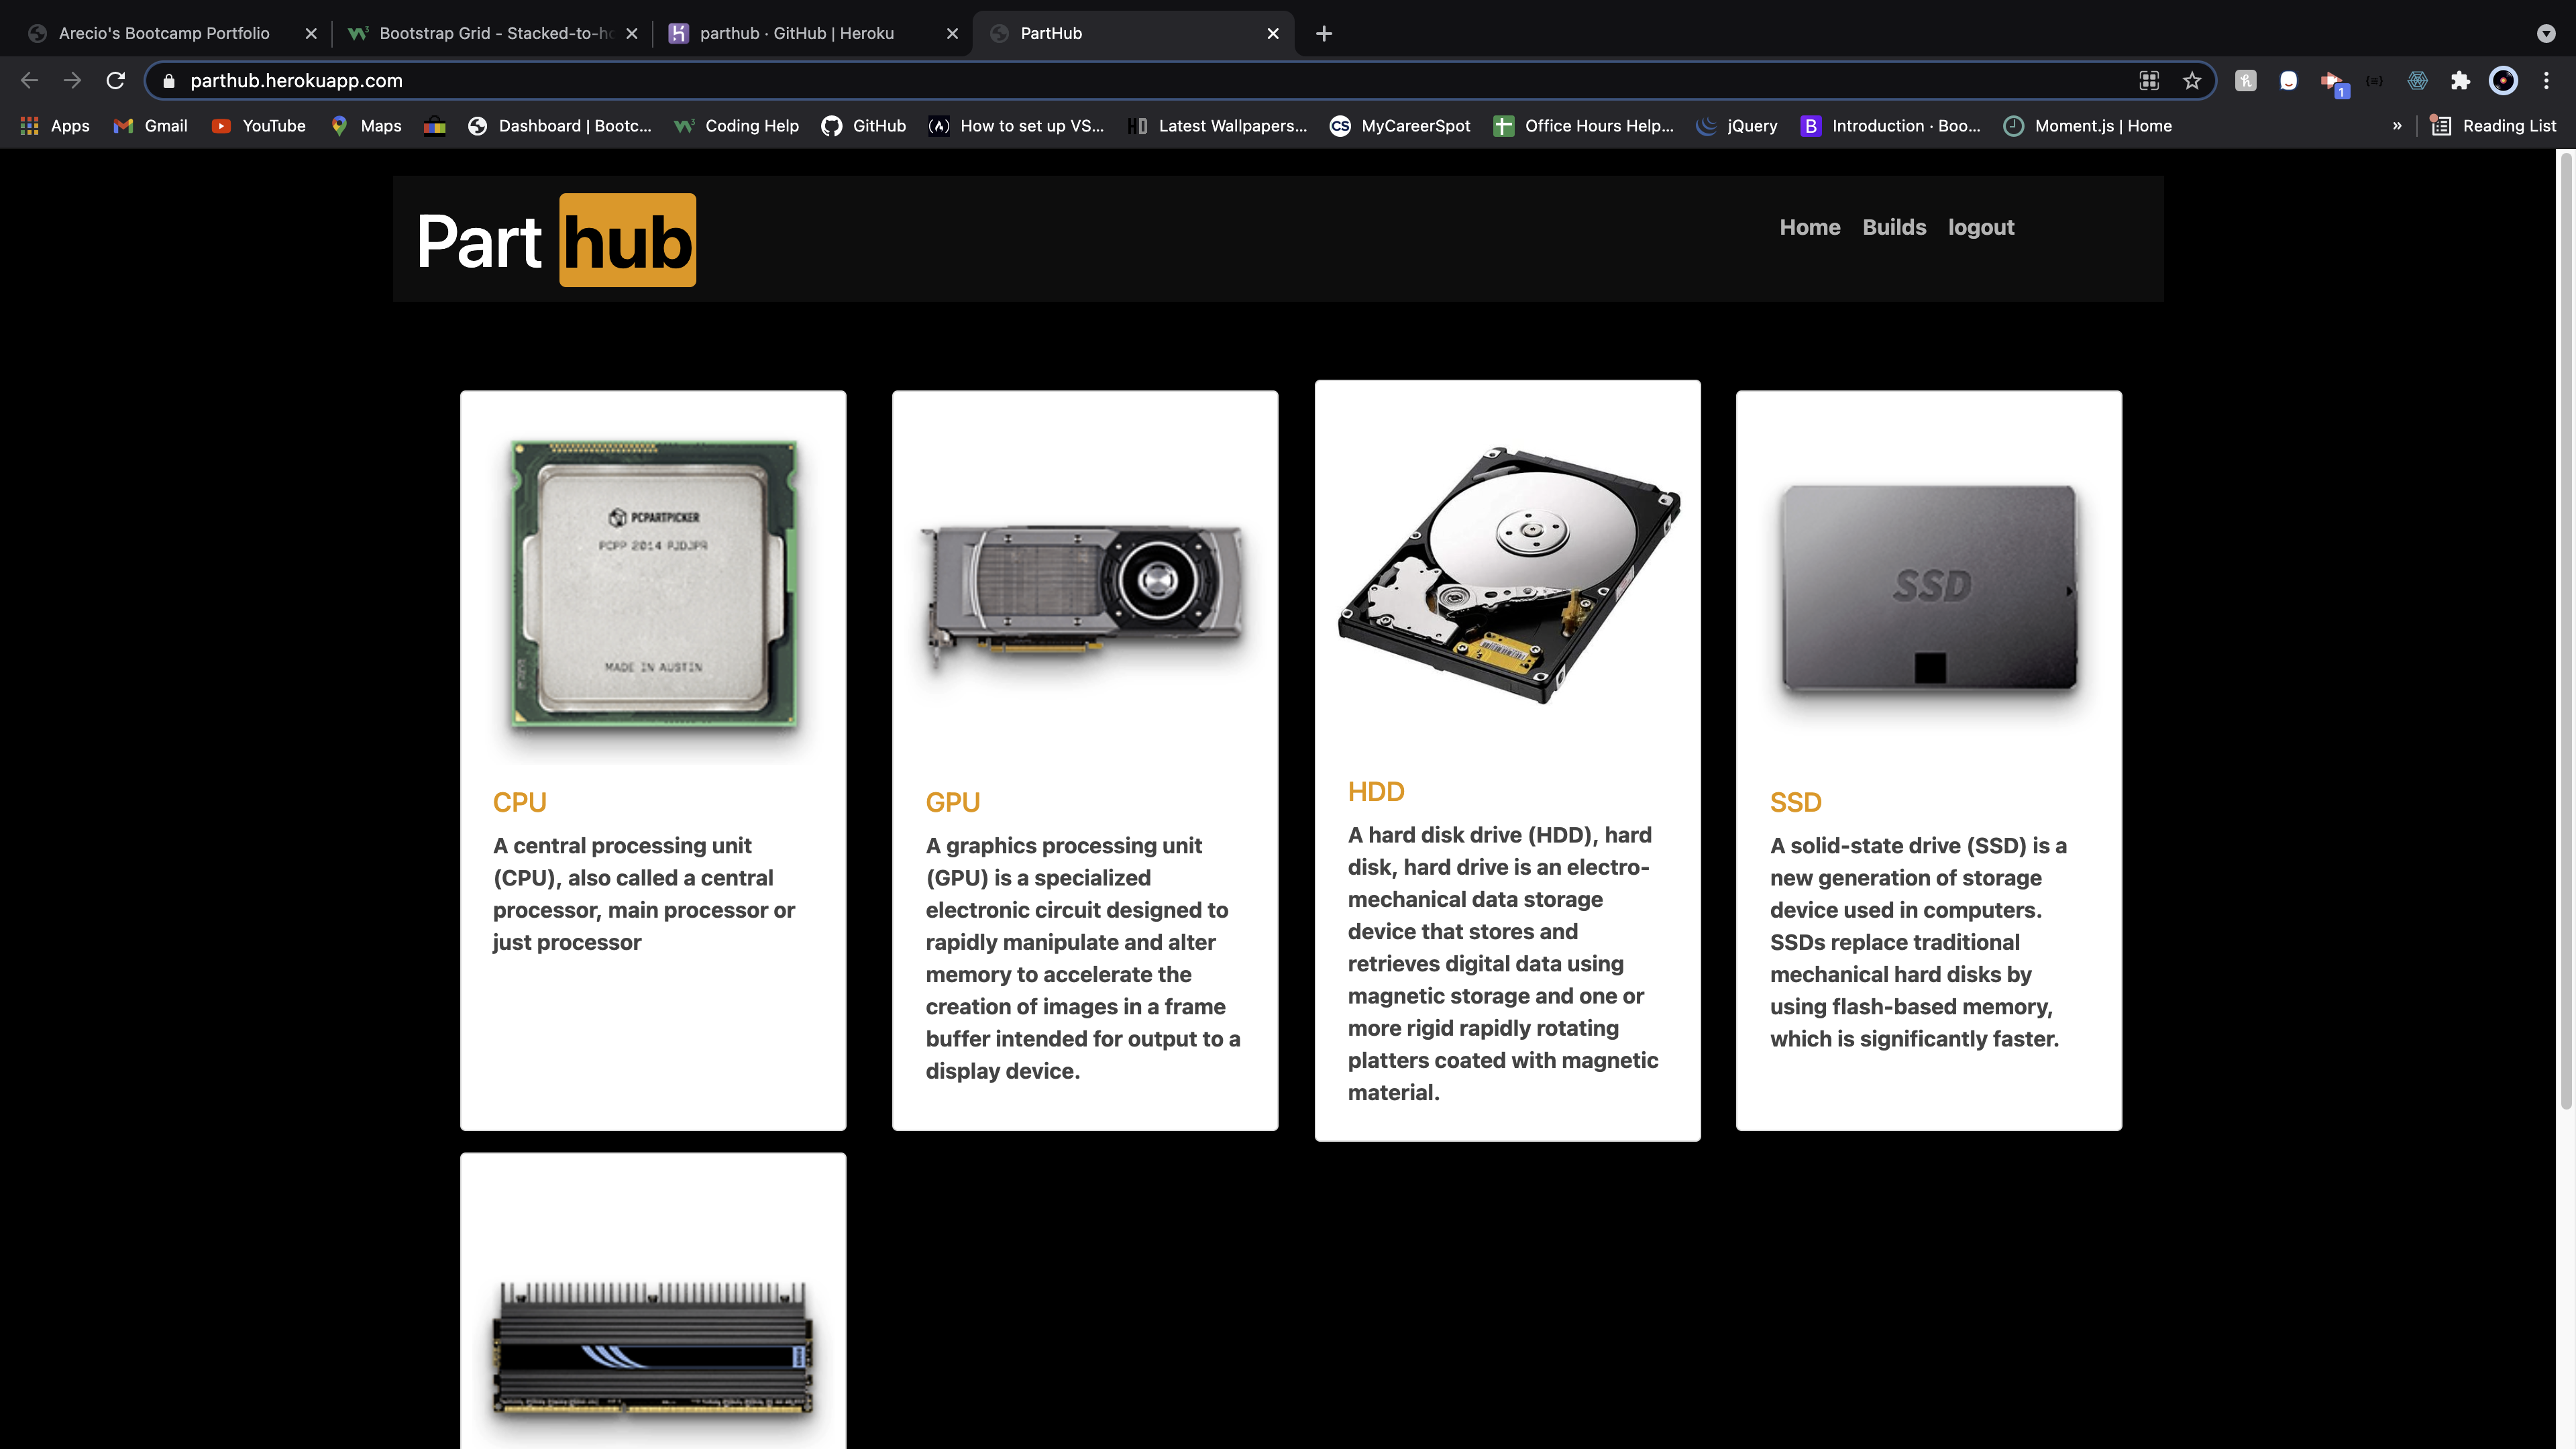 Arecio's Bootcamp Portfolio
Bootstrap Grid - Stacked-to-ho
parthub · GitHub | Heroku
PartHub
parthub.herokuapp.com
1
Apps
Gmail
YouTube
Maps
Dashboard | Bootc...
Coding Help
GitHub
How to set up VS...
HD
Latest Wallpapers...
CS
MyCareerSpot
Office Hours Help...
jQuery
B
Introduction · Boo...
Moment.js | Home
»
Reading List
Part hub
Home
Builds
logout
PCPARTPICKER
PCPP 2014 PJDJPR
MADE IN AUSTIN
CPU
A central processing unit
(CPU), also called a central
processor, main processor or
just processor
GPU
A graphics processing unit
(GPU) is a specialized
electronic circuit designed to
rapidly manipulate and alter
memory to accelerate the
creation of images in a frame
buffer intended for output to a
display device.
HDD
A hard disk drive (HDD), hard
disk, hard drive is an electro-
mechanical data storage
device that stores and
retrieves digital data using
magnetic storage and one or
more rigid rapidly rotating
platters coated with magnetic
material.
SSD
SSD
A solid-state drive (SSD) is a
new generation of storage
device used in computers.
SSDs replace traditional
mechanical hard disks by
using flash-based memory,
which is significantly faster.